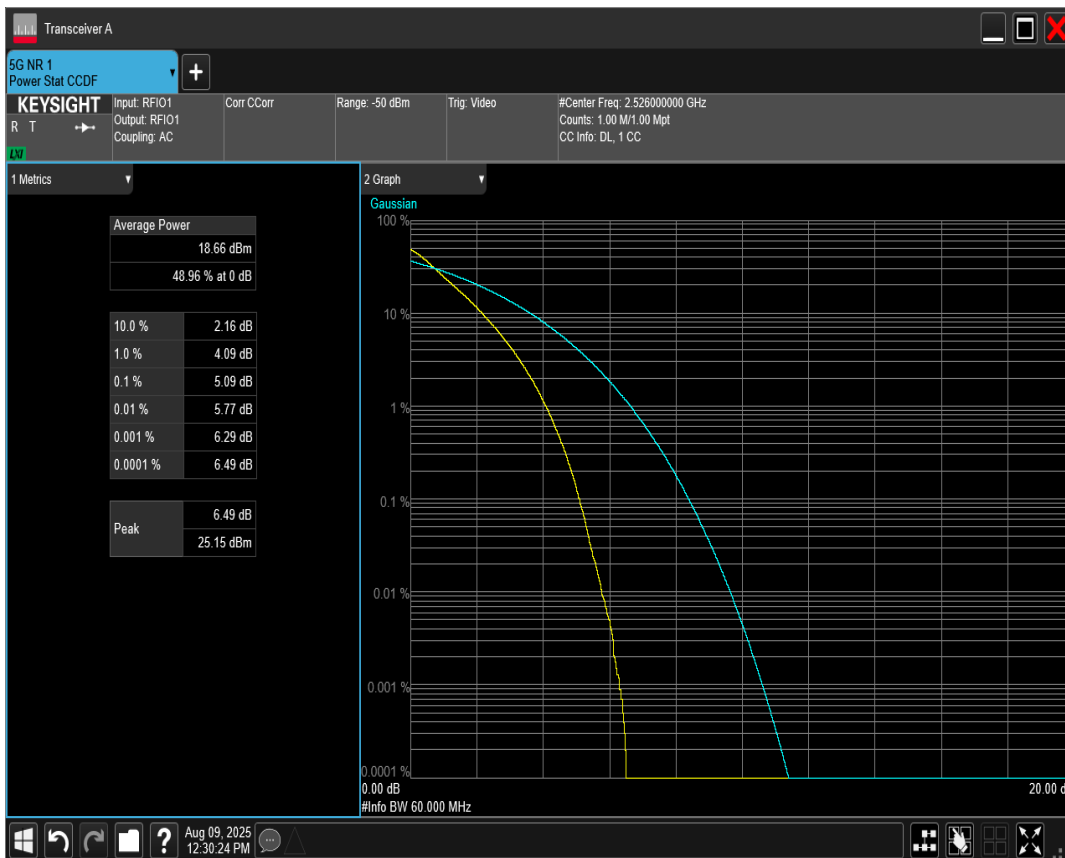 Transceiver A
5G NR 1
Power Stat CCDF
+
KEYSIGHT
R T
LXI
Input: RFIO1
Output: RFIO1
Coupling: AC
Corr CCorr
Range: -50 dBm
Trig: Video
#Center Freq: 2.526000000 GHz
Counts: 1.00 M/1.00 Mpt
CC Info: DL, 1 CC
1 Metrics
Average Power
18.66 dBm
48.96 % at 0 dB
10.0 % 2.16 dB
1.0 % 4.09 dB
0.1 % 5.09 dB
0.01 % 5.77 dB
0.001 % 6.29 dB
0.0001 % 6.49 dB
Peak
6.49 dB
25.15 dBm
2 Graph
Gaussian
100 %
10 %
1 %
0.1 %
0.01 %
0.001 %
0.0001 %
0.00 dB
20.00 d
#Info BW 60.000 MHz
?
Aug 09, 2025
12:30:24 PM